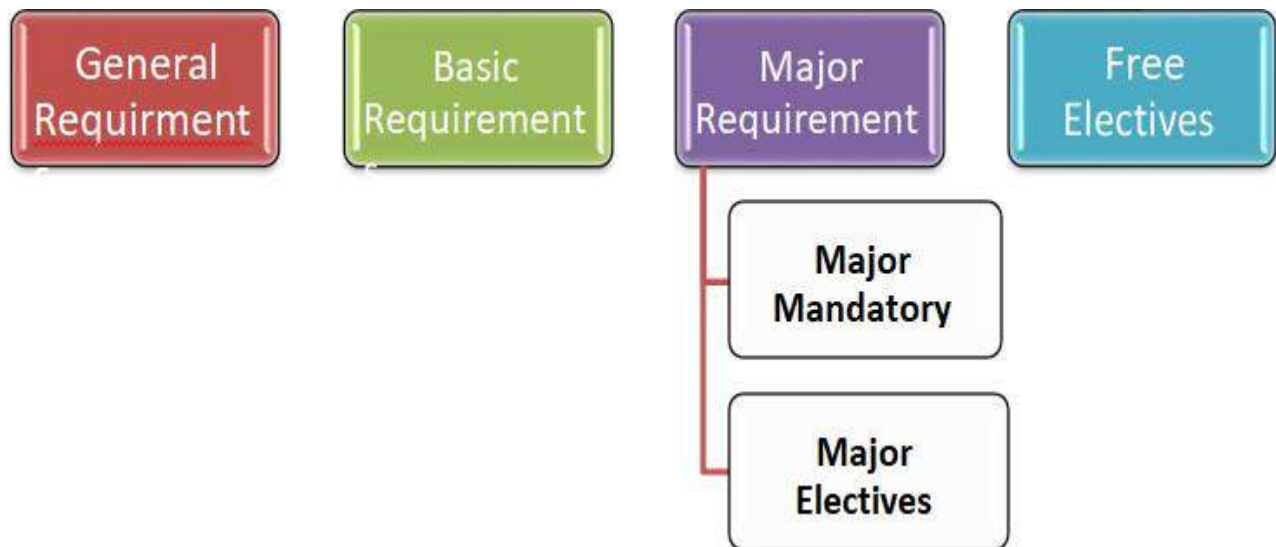 General
Requirment
s
Basic
Requirement
s
Major
Requirement
Free
Electives
Major
Mandatory
Major
Electives